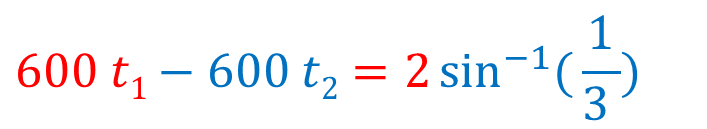 600 t₁ − 600 t₂ = 2 sin⁻¹(1/3)